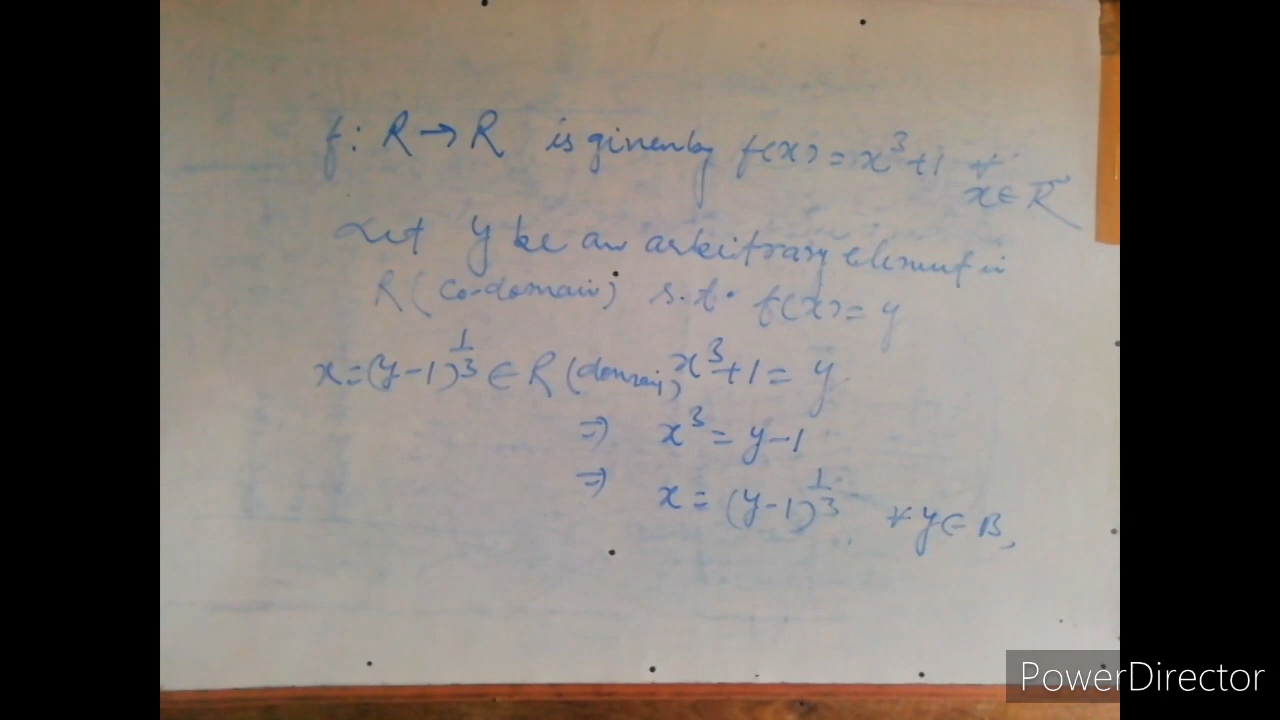 f: R → R is given by f(x) = x³+1 ∀
x ∈ R
Let y be an arbitrary element in
R (co-domain) s.t. f(x) = y
x = (y-1)^{1/3} ∈ R (domain) x³+1 = y
⇒ x³ = y-1
⇒ x = (y-1)^{1/3} ∀ y ∈ B,
PowerDirector